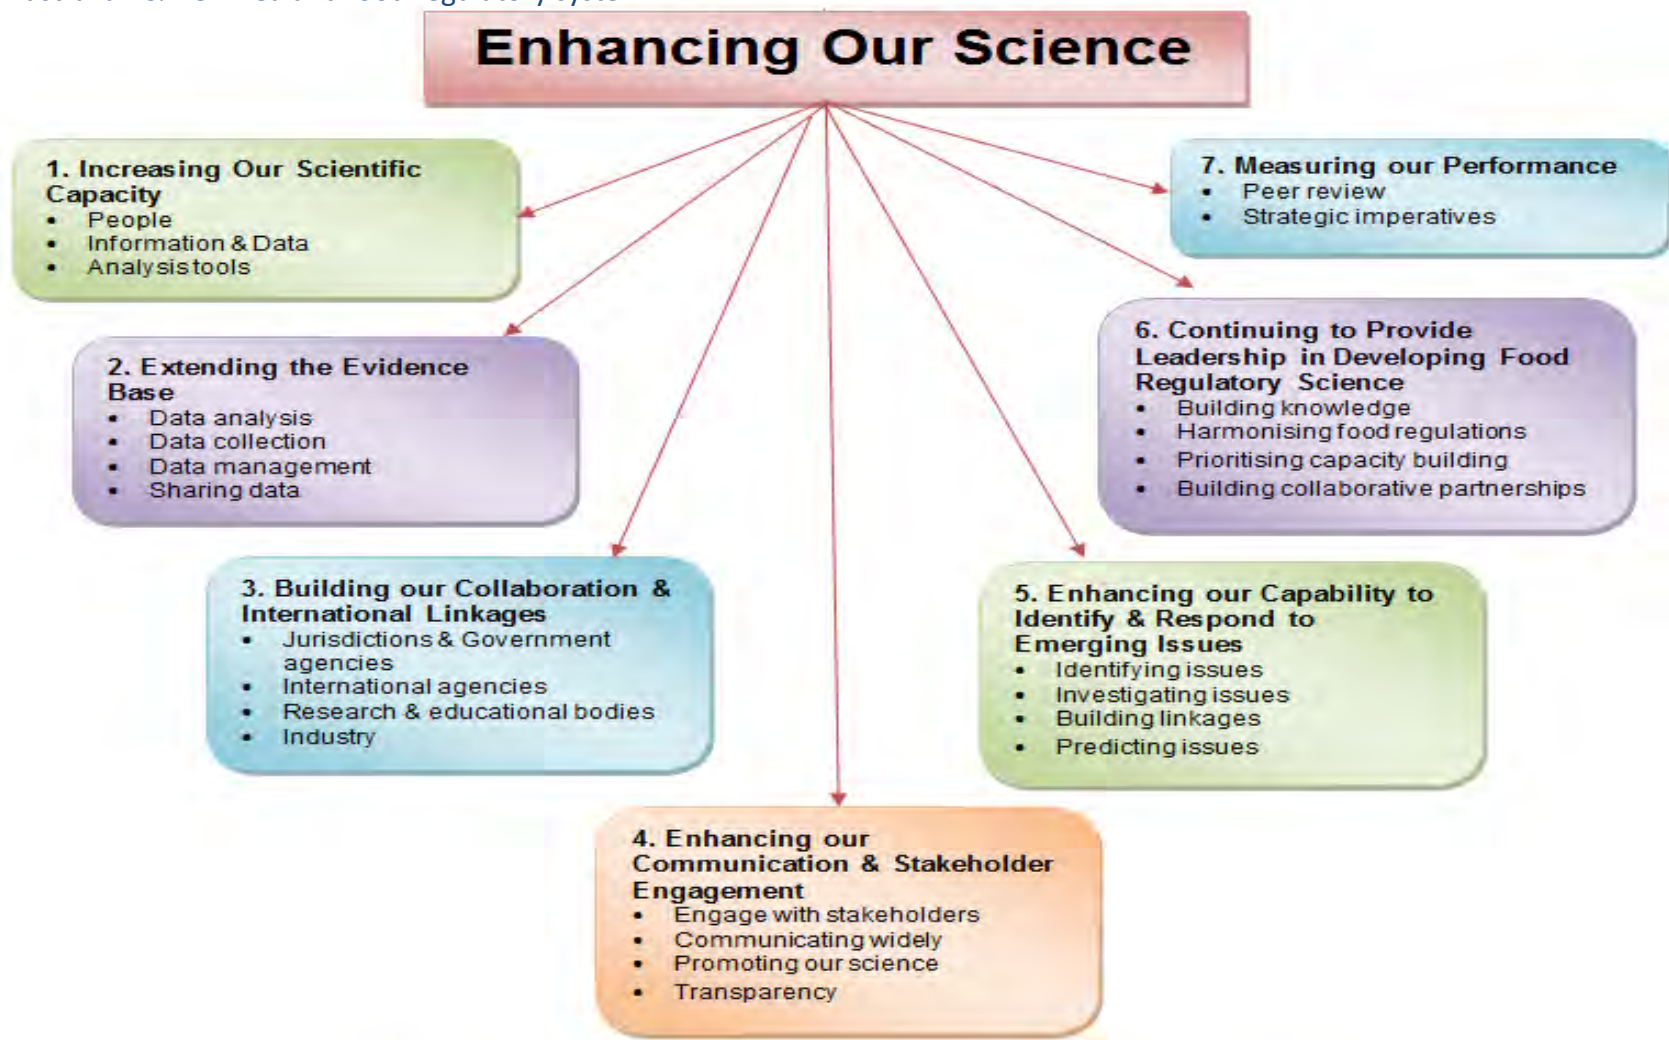 Enhancing Our Science
1. Increasing Our Scientific
Capacity
• People
• Information & Data
• Analysis tools
2. Extending the Evidence
Base
• Data analysis
• Data collection
• Data management
• Sharing data
3. Building our Collaboration &
International Linkages
• Jurisdictions & Government
agencies
• International agencies
• Research & educational bodies
• Industry
4. Enhancing our
Communication & Stakeholder
Engagement
• Engage with stakeholders
• Communicating widely
• Promoting our science
• Transparency
5. Enhancing our Capability to
Identify & Respond to
Emerging Issues
• Identifying issues
• Investigating issues
• Building linkages
• Predicting issues
6. Continuing to Provide
Leadership in Developing Food
Regulatory Science
• Building knowledge
• Harmonising food regulations
• Prioritising capacity building
• Building collaborative partnerships
7. Measuring our Performance
• Peer review
• Strategic imperatives